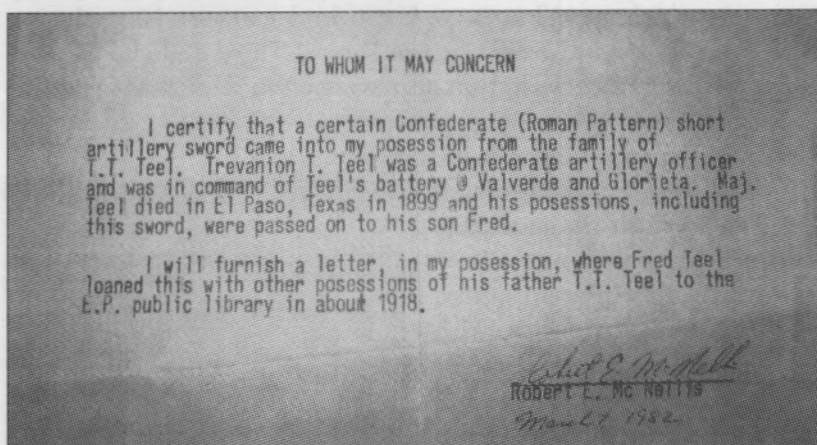 TO WHOM IT MAY CONCERN
I certify that a certain Confederate (Roman Pattern) short
artillery sword came into my posession from the family of
T.T. Teel. Trevanion T. Teel was a Confederate artillery officer
and was in command of Teel's battery @ Valverde and Glorieta. Maj.
Teel died in El Paso, Texas in 1899 and his posessions, including
this sword, were passed on to his son Fred.
I will furnish a letter, in my posession, where Fred Teel
loaned this with other posessions of his father T.T. Teel to the
E.P. public library in about 1918.
Robert E. McNellis
Robert E. Mc Nellis
March 7 1982